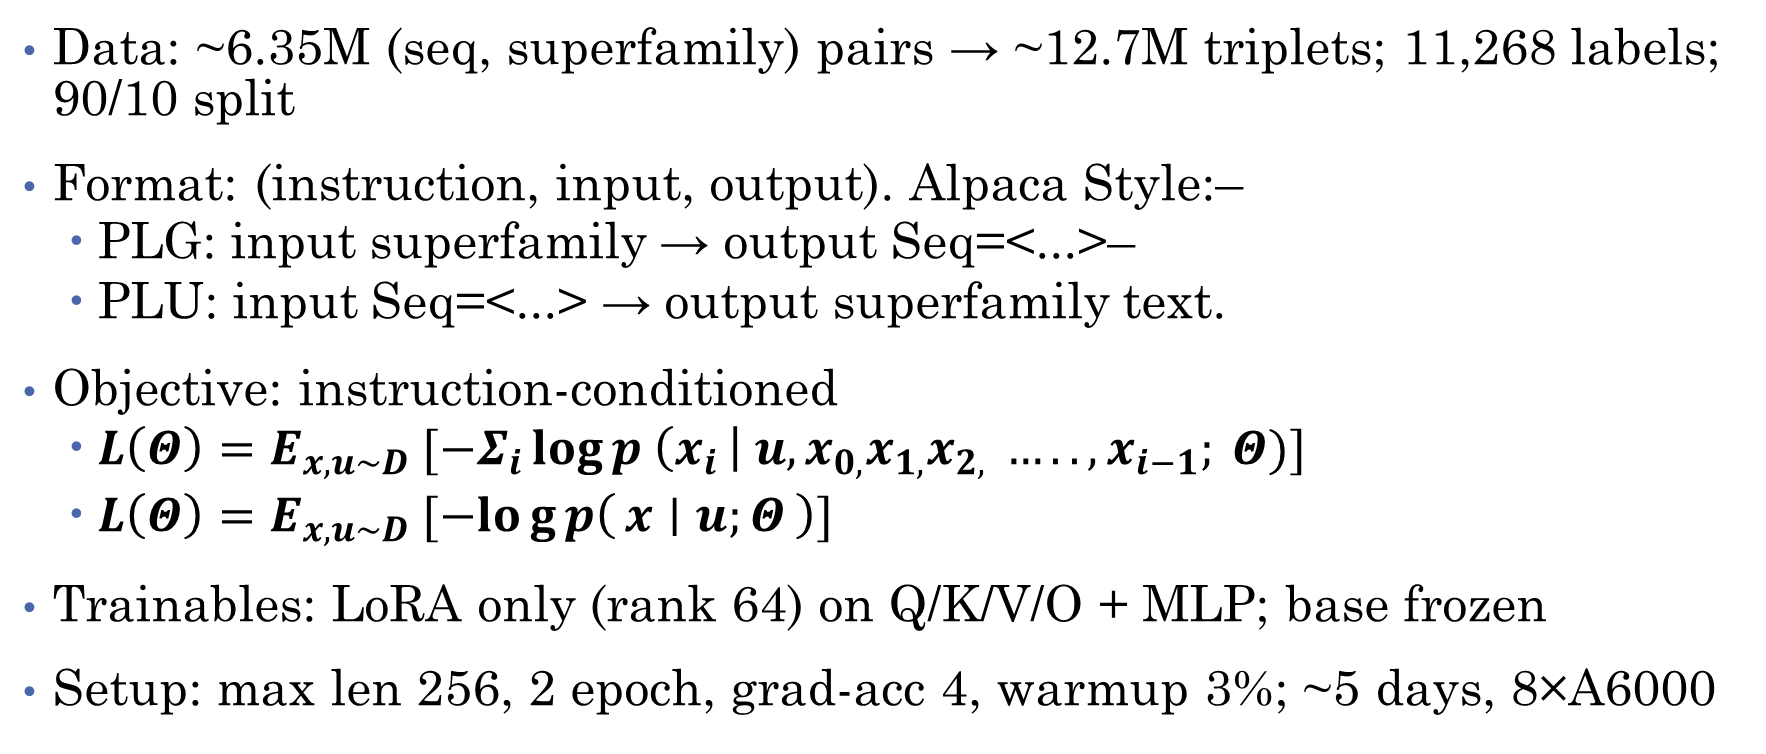 • Data: ~6.35M (seq, superfamily) pairs → ~12.7M triplets; 11,268 labels;
90/10 split
• Format: (instruction, input, output). Alpaca Style:–
• PLG: input superfamily → output Seq=<...>–
• PLU: input Seq=<...> → output superfamily text.
• Objective: instruction-conditioned
• L(Θ) = E_{x,u~D} [−Σ_i log p (x_i | u, x_0, x_1, x_2, ... . . , x_{i−1}; Θ)]
• L(Θ) = E_{x,u~D} [−log p( x | u; Θ )]
• Trainables: LoRA only (rank 64) on Q/K/V/O + MLP; base frozen
• Setup: max len 256, 2 epoch, grad-acc 4, warmup 3%; ~5 days, 8×A6000